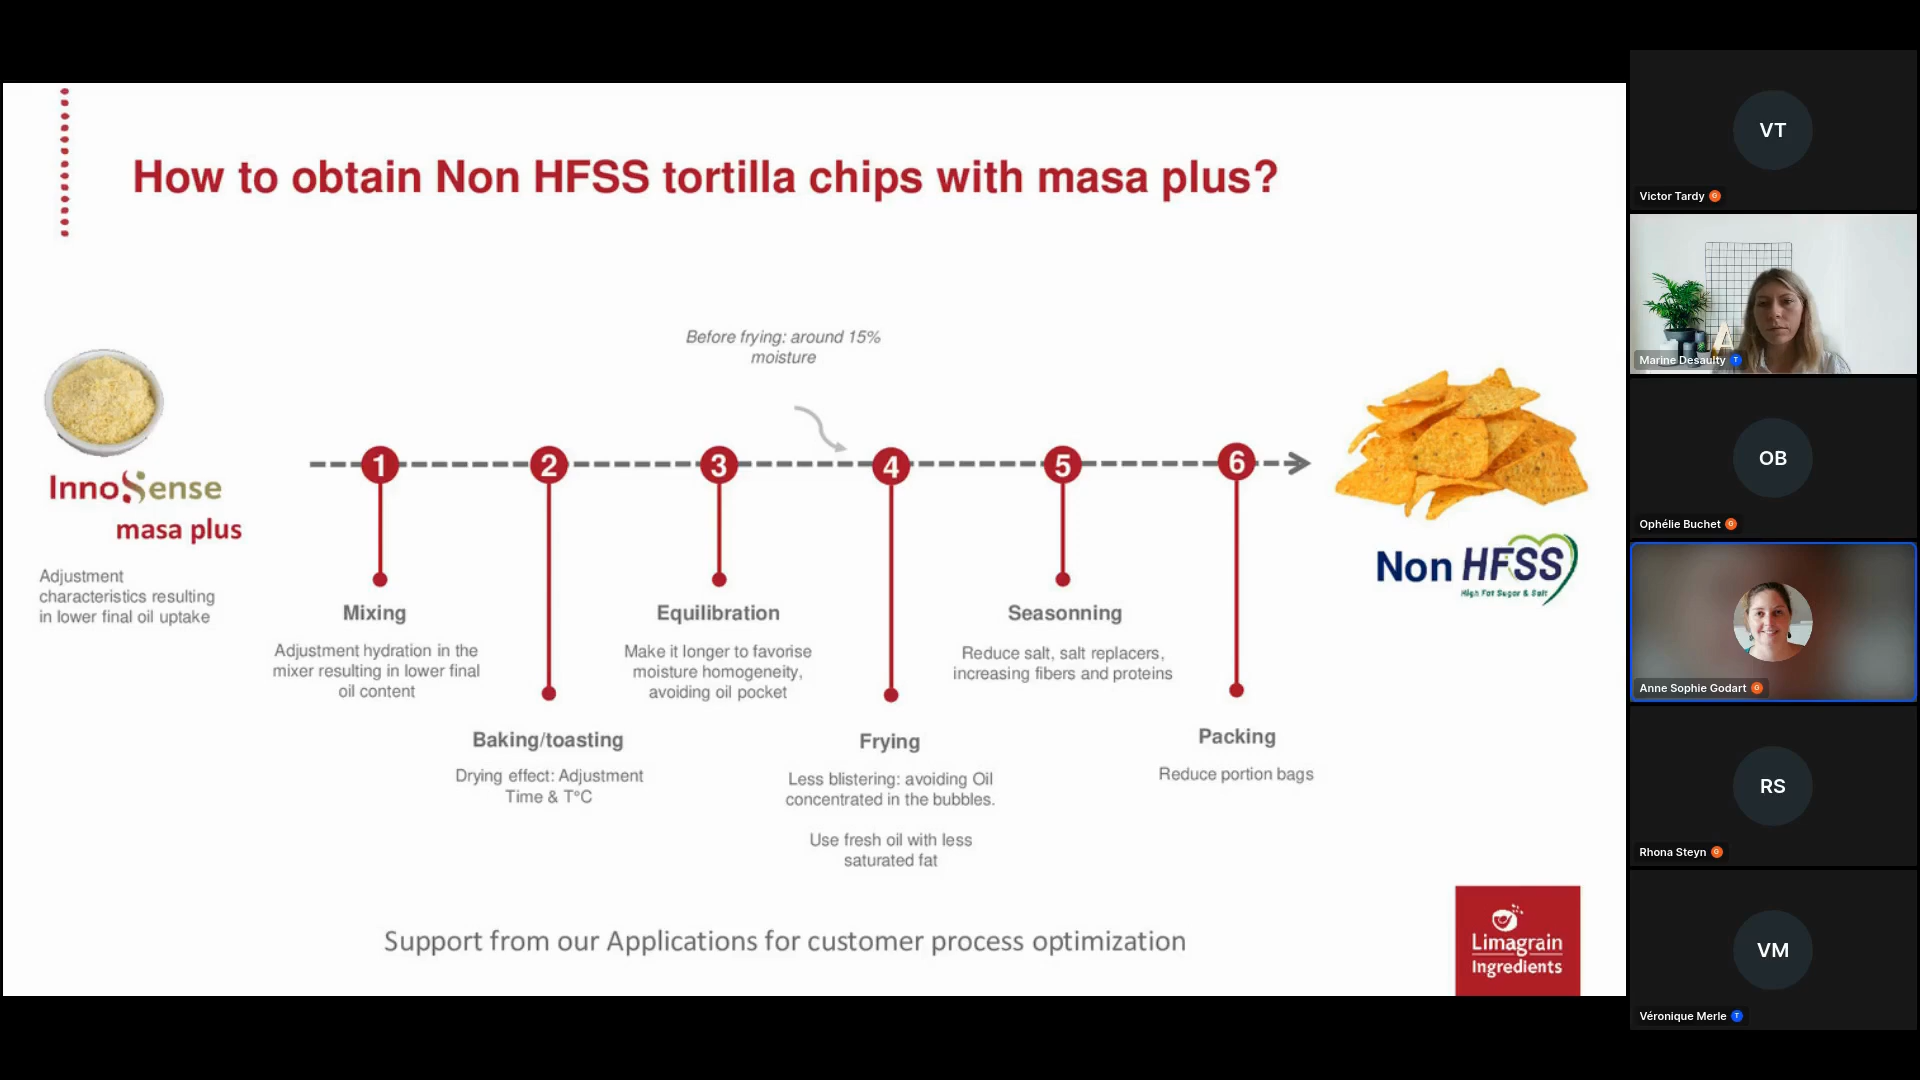 How to obtain Non HFSS tortilla chips with masa plus?
Before frying: around 15%
moisture
InnoSense
masa plus
Adjustment
characteristics resulting
in lower final oil uptake
1
2
3
4
5
6
Mixing
Adjustment hydration in the
mixer resulting in lower final
oil content
Baking/toasting
Drying effect: Adjustment
Time & T°C
Equilibration
Make it longer to favorise
moisture homogeneity,
avoiding oil pocket
Frying
Less blistering: avoiding Oil
concentrated in the bubbles.
Use fresh oil with less
saturated fat
Seasonning
Reduce salt, salt replacers,
increasing fibers and proteins
Packing
Reduce portion bags
Non HFSS
High Fat Sugar & Salt
Support from our Applications for customer process optimization
Limagrain
Ingredients
VT
Victor Tardy G
A
Marine Desaulty T
OB
Ophélie Buchet G
Anne Sophie Godart G
RS
Rhona Steyn G
VM
Véronique Merle T